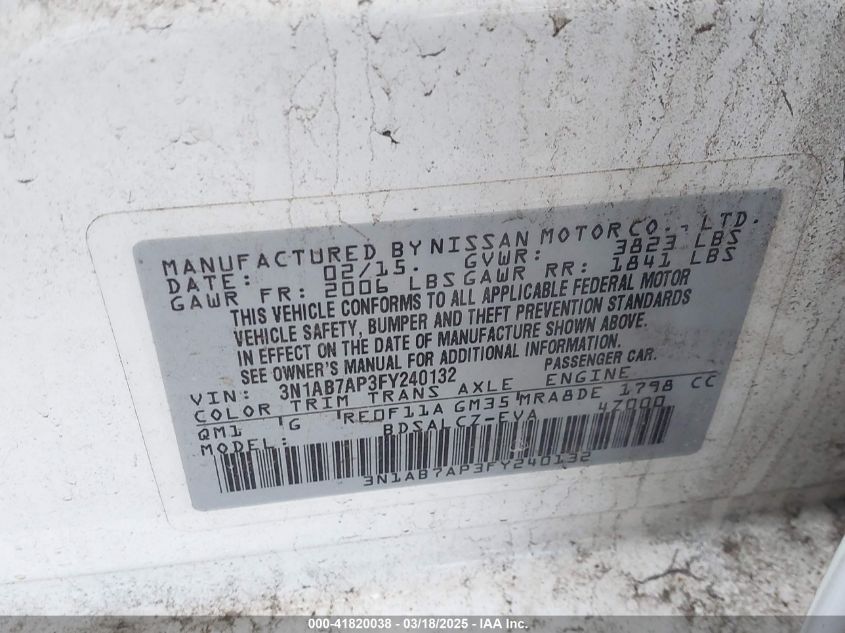 MANUFACTURED BY NISSAN MOTOR CO., LTD.
DATE: 02/15. GVWR: 3823 LBS
GAWR FR: 2006 LBS GAWR RR: 1841 LBS
THIS VEHICLE CONFORMS TO ALL APPLICABLE FEDERAL MOTOR
VEHICLE SAFETY, BUMPER AND THEFT PREVENTION STANDARDS
IN EFFECT ON THE DATE OF MANUFACTURE SHOWN ABOVE.
SEE OWNER'S MANUAL FOR ADDITIONAL INFORMATION.
VIN: 3N1AB7AP3FY240132 PASSENGER CAR.
COLOR TRIM TRANS AXLE ENGINE
QM1 G RE0F11A GM35 MRA8DE 1798 CC
MODEL: BDSALCZ-EVA 47000
3N1AB7AP3FY240132
000-41820038 - 03/18/2025 - IAA Inc.